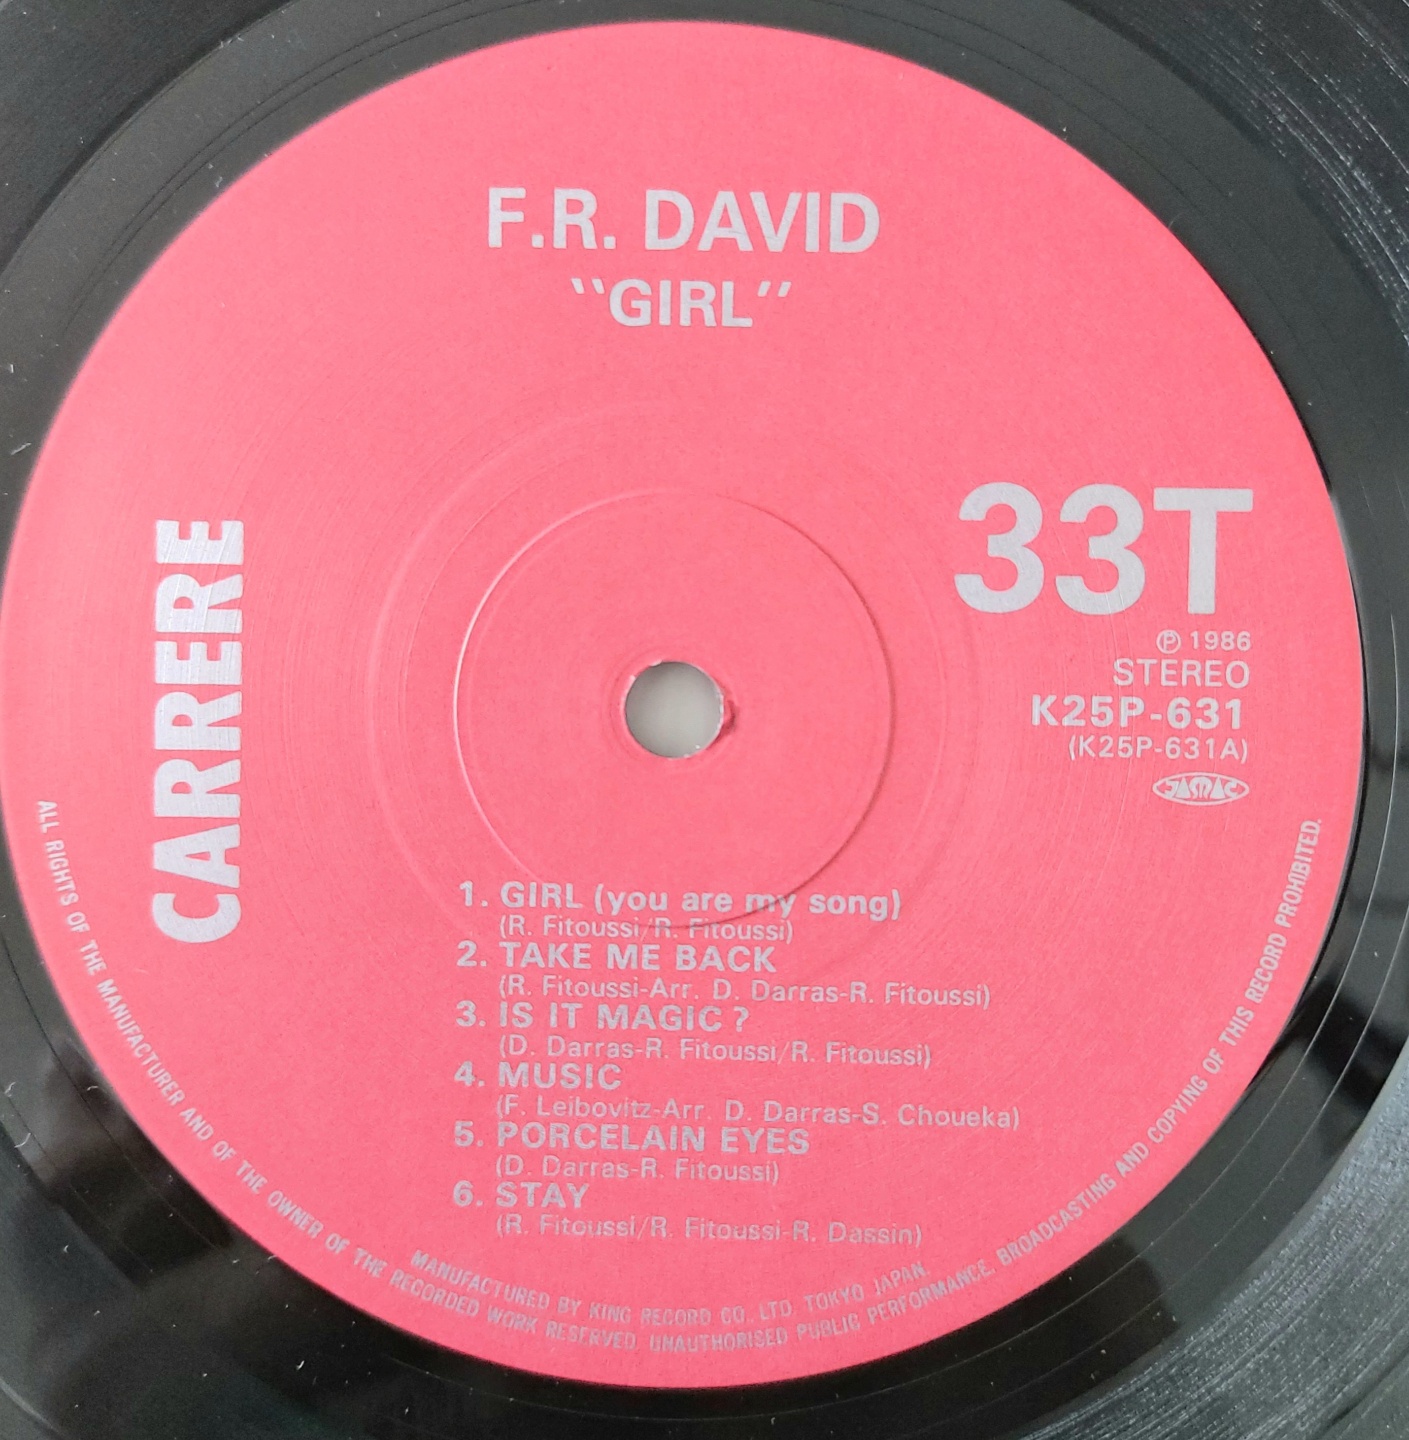 F.R. DAVID
"GIRL"
CARRERE
33T
Ⓟ 1986
STEREO
K25P-631
(K25P-631A)
JASRAC
1. GIRL (you are my song)
(R. Fitoussi/R. Fitoussi)
2. TAKE ME BACK
(R. Fitoussi-Arr. D. Darras-R. Fitoussi)
3. IS IT MAGIC ?
(D. Darras-R. Fitoussi/R. Fitoussi)
4. MUSIC
(F. Leibovitz-Arr. D. Darras-S. Choueka)
5. PORCELAIN EYES
(D. Darras-R. Fitoussi)
6. STAY
(R. Fitoussi/R. Fitoussi-R. Dassin)
MANUFACTURED BY KING RECORD CO., LTD. TOKYO JAPAN.
ALL RIGHTS OF THE MANUFACTURER AND OF THE OWNER OF THE RECORDED WORK RESERVED. UNAUTHORISED PUBLIC PERFORMANCE. BROADCASTING AND COPYING OF THIS RECORD PROHIBITED.